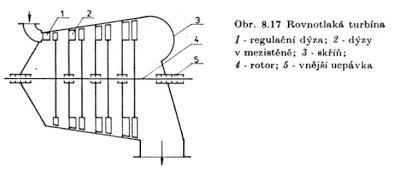 1
2
3
4
5
Obr. 8.17 Rovnotlaká turbína
1 - regulační dýza; 2 - dýzy
v mezistěně; 3 - skříň;
4 - rotor; 5 - vnější ucpávka